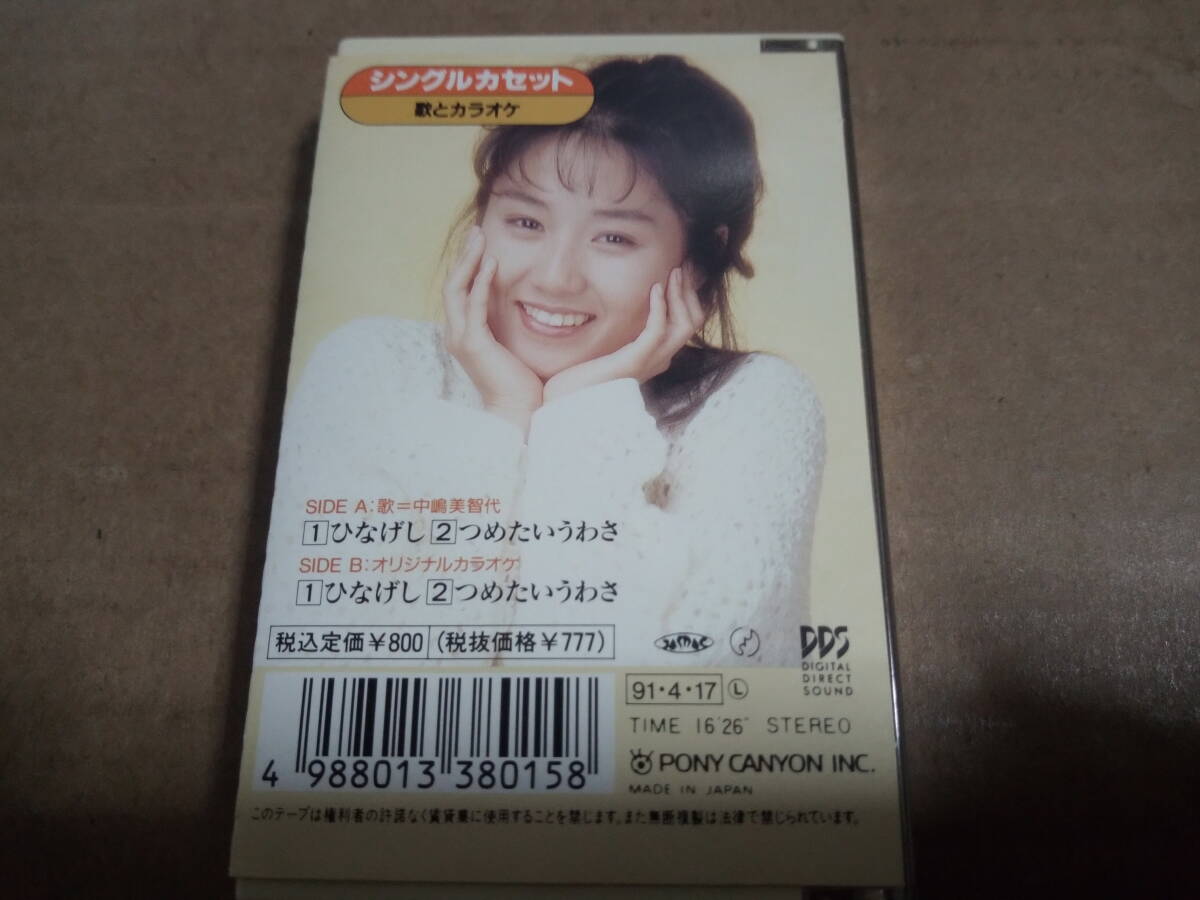 シングルカセット
歌とカラオケ
SIDE A:歌=中嶋美智代
1 ひなげし 2 つめたいうわさ
SIDE B:オリジナルカラオケ
1 ひなげし 2 つめたいうわさ
税込定価¥800 (税抜価格¥777)
DDS
DIGITAL
DIRECT
SOUND
91・4・17 Ⓛ
TIME 16'26" STEREO
PONY CANYON INC.
MADE IN JAPAN
4 988013 380158
このテープは権利者の許諾なく賃貸業に使用することを禁じます。また無断複製は法律で禁じられています。